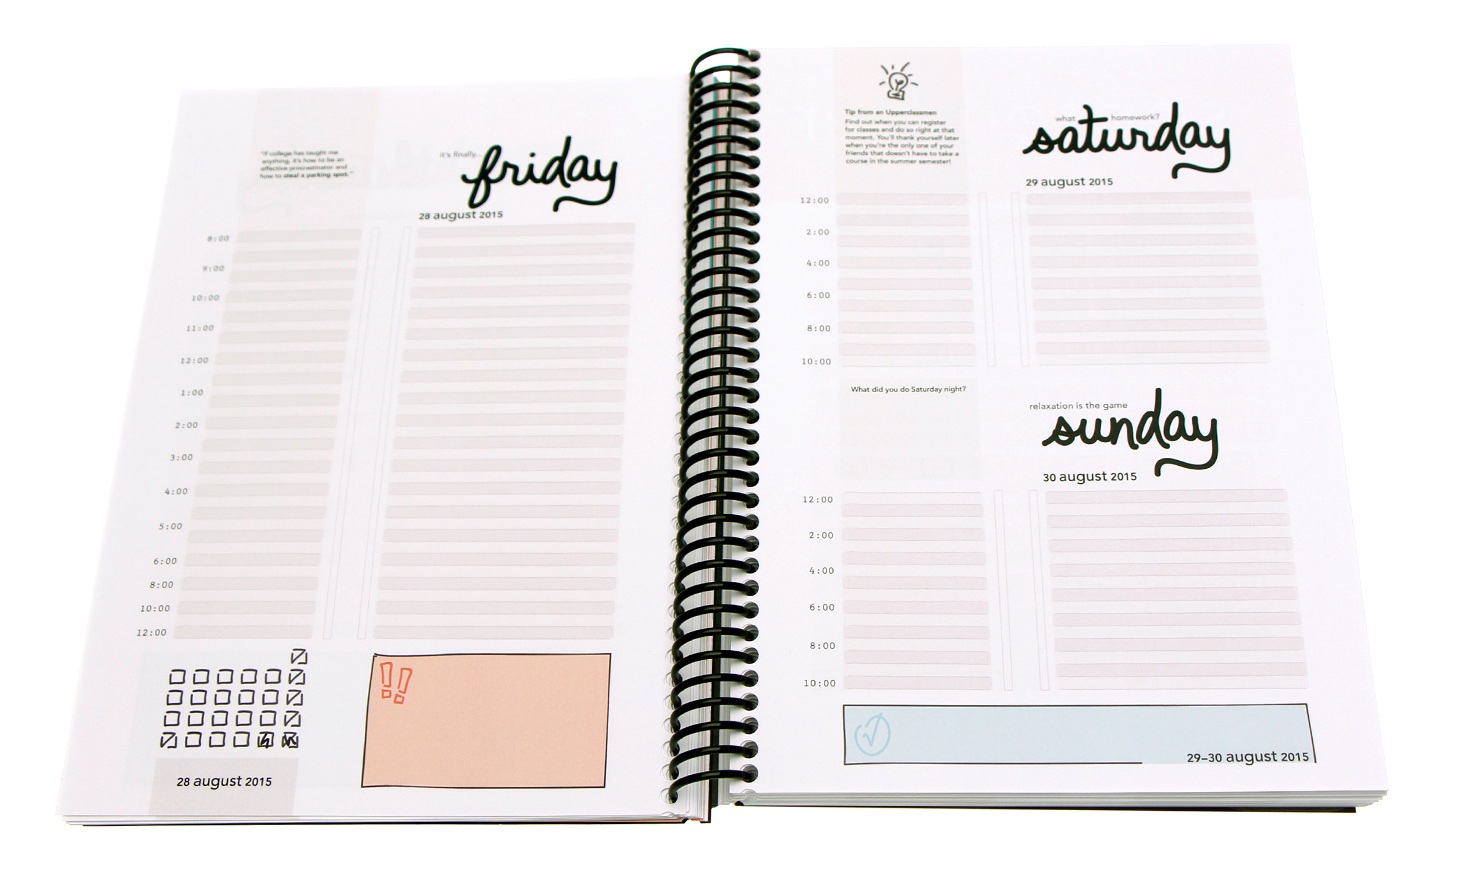 "If college has taught me
anything, it's how to be an
effective procrastinator and
how to steal a parking spot."
it's finally...
friday
28 august 2015
8:00
9:00
10:00
11:00
12:00
1:00
2:00
3:00
4:00
5:00
6:00
8:00
10:00
12:00
!!
28 august 2015
Tip from an Upperclassmen
Find out when you can register
for classes and do so right at that
moment. You'll thank yourself later
when you're the only one of your
friends that doesn't have to take a
course in the summer semester!
what homework?
saturday
29 august 2015
12:00
2:00
4:00
6:00
8:00
10:00
What did you do Saturday night?
relaxation is the game
sunday
30 august 2015
12:00
2:00
4:00
6:00
8:00
10:00
29–30 august 2015